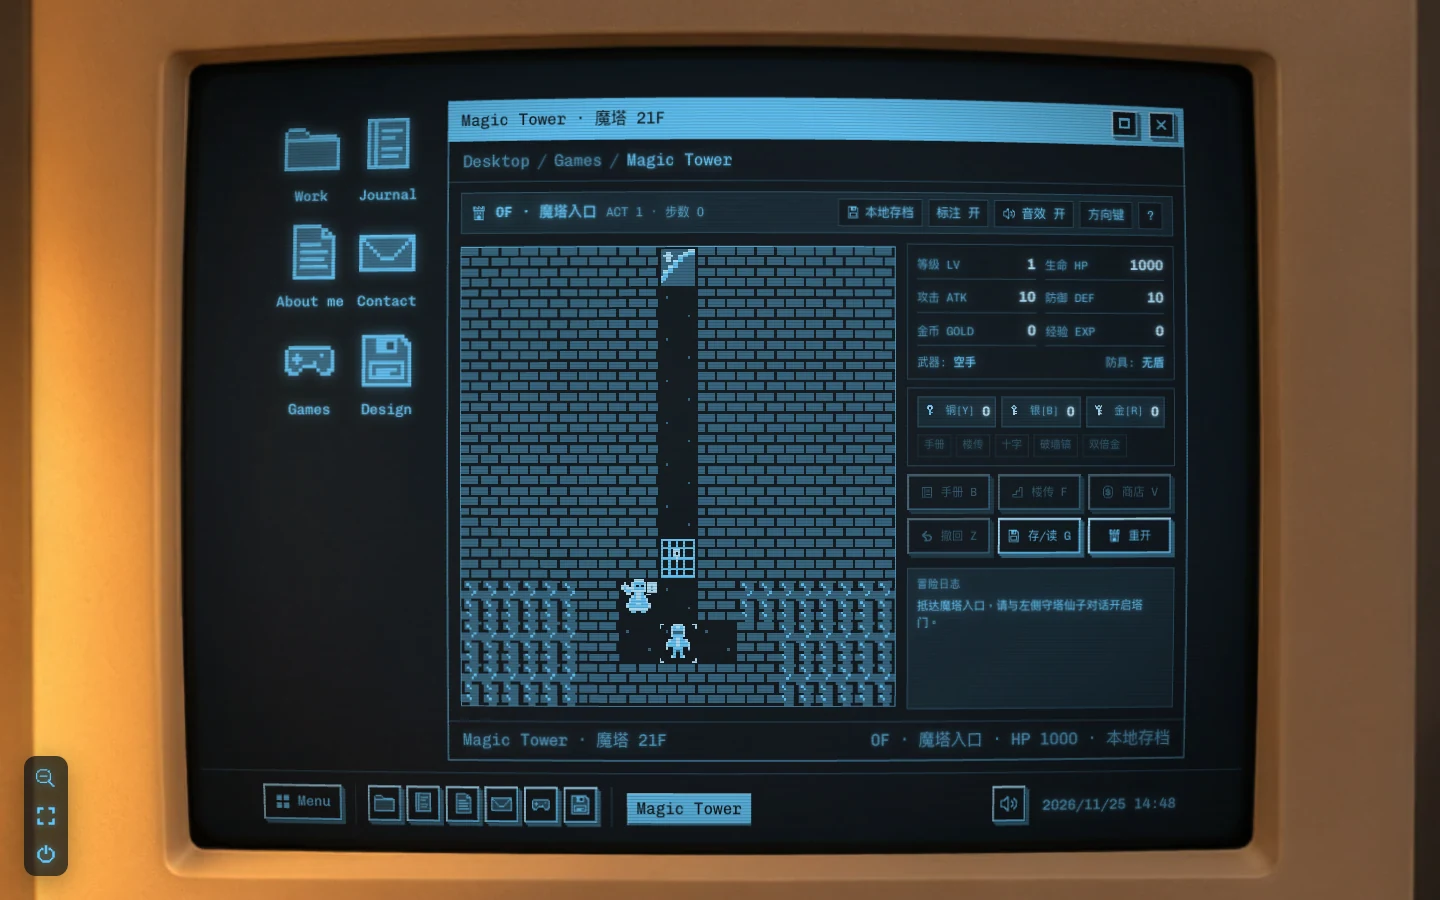 Work
Journal
About me
Contact
Games
Design
Magic Tower · 魔塔 21F
Desktop / Games / Magic Tower
0F · 魔塔入口 ACT 1 · 步数 0
本地存档
标注 开
音效 开
方向键
?
等级 LV 1 生命 HP 1000
攻击 ATK 10 防御 DEF 10
金币 GOLD 0 经验 EXP 0
武器: 空手 防具: 无盾
铜[Y] 0 银[B] 0 金[R] 0
手册 楼传 十字 破墙镐 双倍金
手册 B 楼传 F 商店 V
撤回 Z 存/读 G 重开
冒险日志
抵达魔塔入口，请与左侧守塔仙子对话开启塔
门。
Magic Tower · 魔塔 21F
0F · 魔塔入口 · HP 1000 · 本地存档
Menu
Magic Tower
2026/11/25 14:48